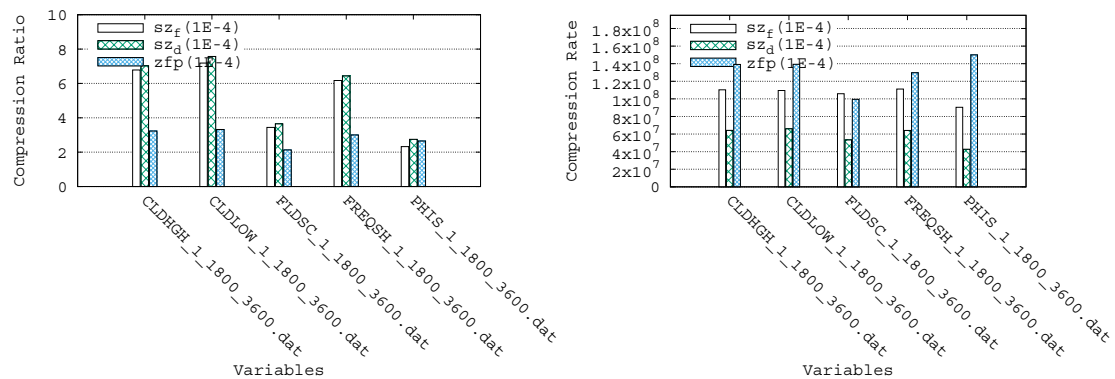 Compression Ratio
10
8
6
4
2
0
sz_f(1E-4)
sz_d(1E-4)
zfp(1E-4)
CLDHGH_1_1800_3600.dat
CLDLOW_1_1800_3600.dat
FLDSC_1_1800_3600.dat
FREQSH_1_1800_3600.dat
PHIS_1_1800_3600.dat
Variables
Compression Rate
1.8x10^8
1.6x10^8
1.4x10^8
1.2x10^8
1x10^8
8x10^7
6x10^7
4x10^7
2x10^7
0
sz_f(1E-4)
sz_d(1E-4)
zfp(1E-4)
CLDHGH_1_1800_3600.dat
CLDLOW_1_1800_3600.dat
FLDSC_1_1800_3600.dat
FREQSH_1_1800_3600.dat
PHIS_1_1800_3600.dat
Variables